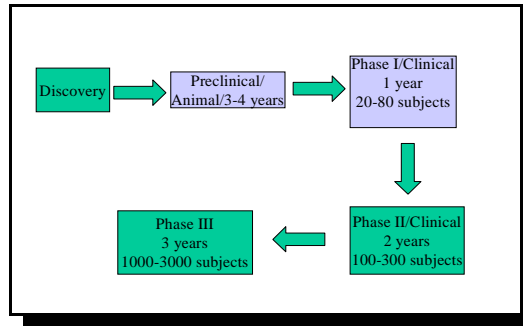 Discovery
Preclinical/
Animal/3-4 years
Phase I/Clinical
1 year
20-80 subjects
Phase II/Clinical
2 years
100-300 subjects
Phase III
3 years
1000-3000 subjects